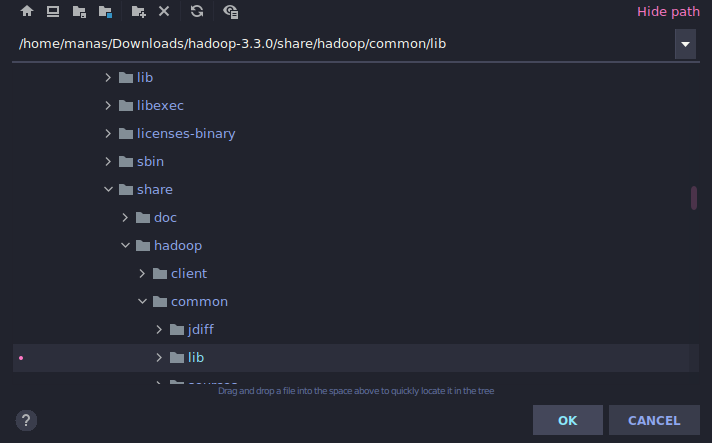 Hide path
/home/manas/Downloads/hadoop-3.3.0/share/hadoop/common/lib
lib
libexec
licenses-binary
sbin
share
doc
hadoop
client
common
jdiff
lib
sources
Drag and drop a file into the space above to quickly locate it in the tree
?
OK
CANCEL